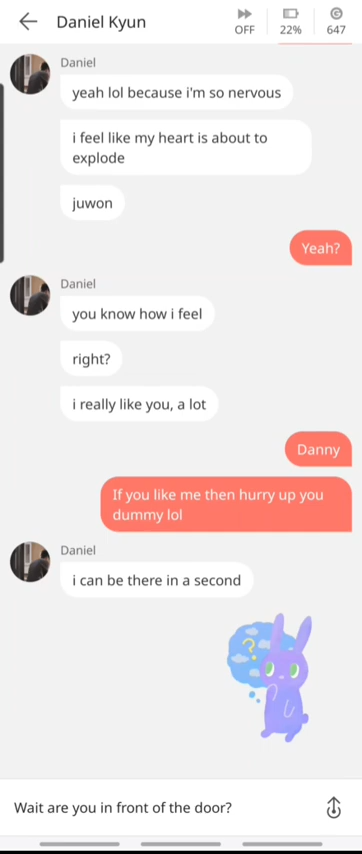 Daniel Kyun
OFF
22%
647
Daniel
yeah lol because i'm so nervous
i feel like my heart is about to
explode
juwon
Yeah?
Daniel
you know how i feel
right?
i really like you, a lot
Danny
If you like me then hurry up you
dummy lol
Daniel
i can be there in a second
?
Wait are you in front of the door?